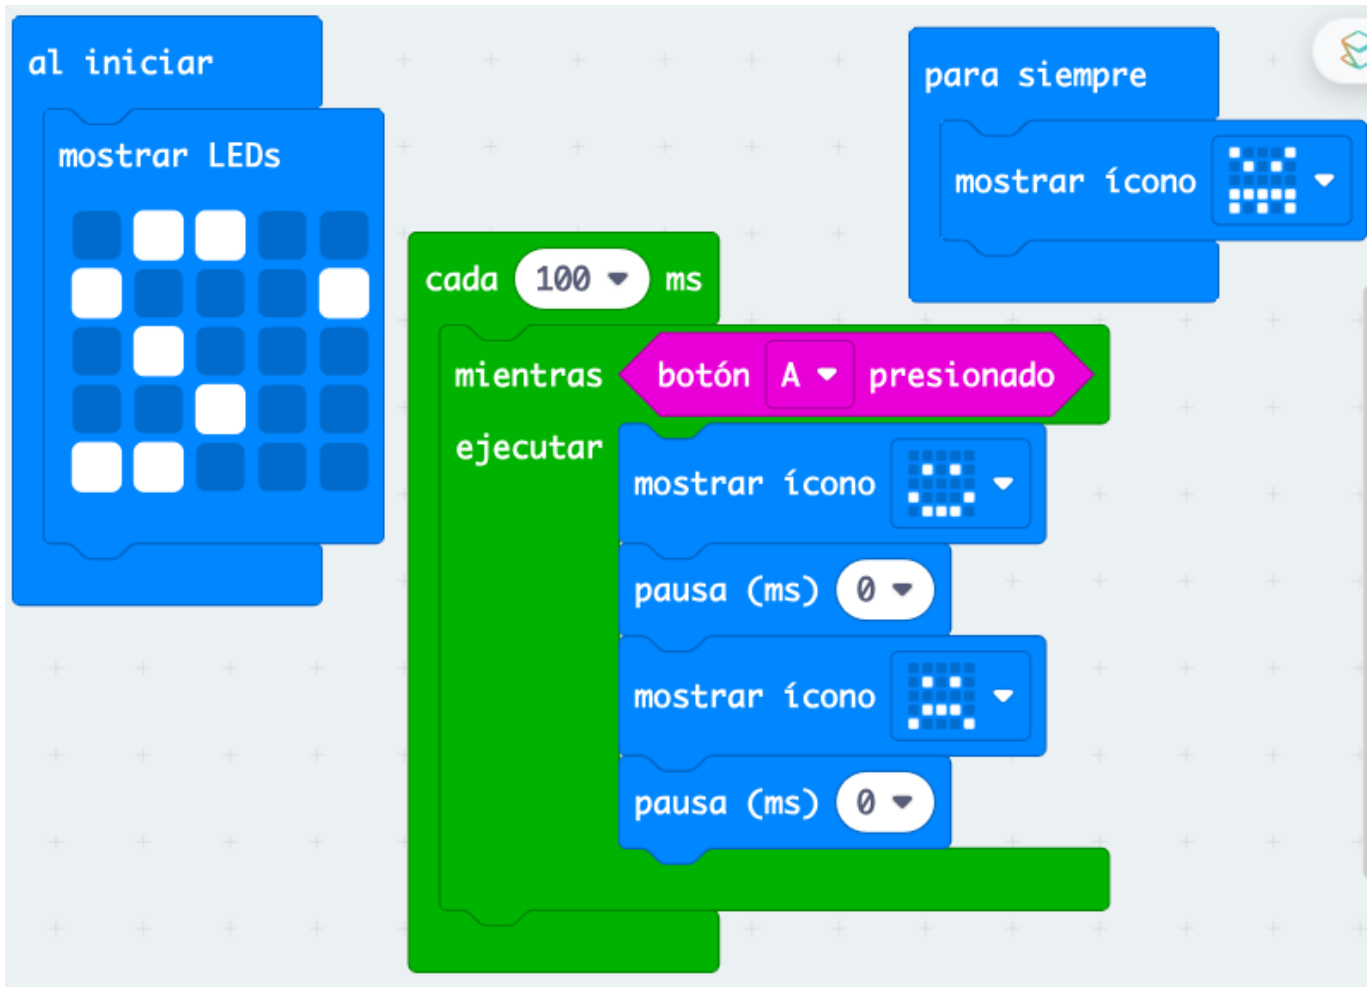 al iniciar
mostrar LEDs
cada 100 ms
mientras botón A presionado
ejecutar
mostrar ícono
pausa (ms) 0
mostrar ícono
pausa (ms) 0
para siempre
mostrar ícono